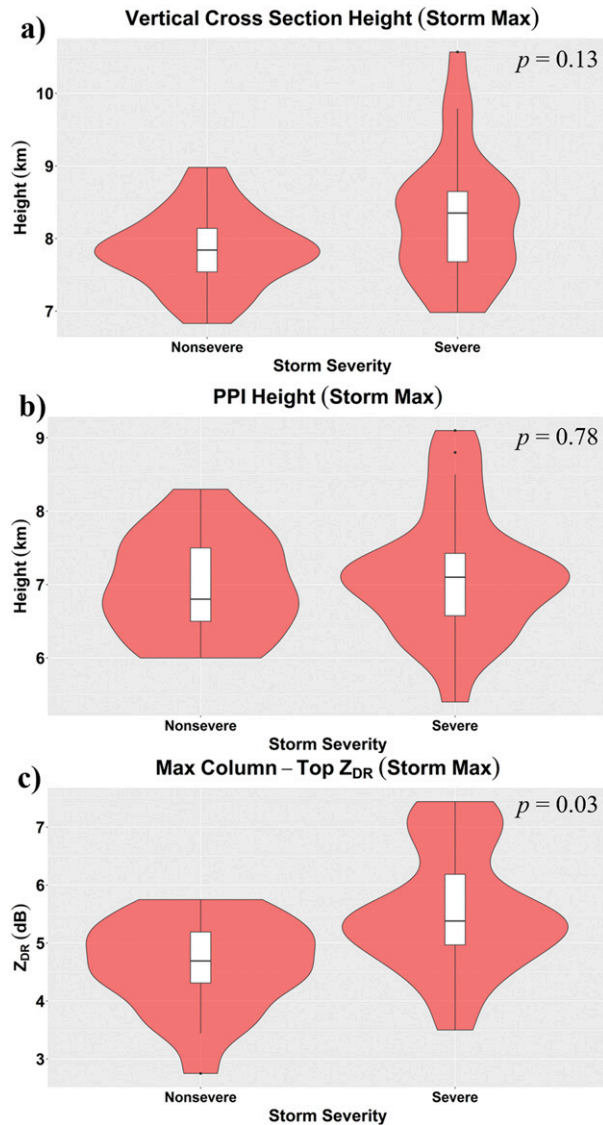 a)
Vertical Cross Section Height (Storm Max)
p = 0.13
10
9
8
7
Height (km)
Nonsevere
Severe
Storm Severity
b)
PPI Height (Storm Max)
p = 0.78
9
8
7
6
Height (km)
Nonsevere
Severe
Storm Severity
c)
Max Column – Top ZDR (Storm Max)
p = 0.03
7
6
5
4
3
ZDR (dB)
Nonsevere
Severe
Storm Severity